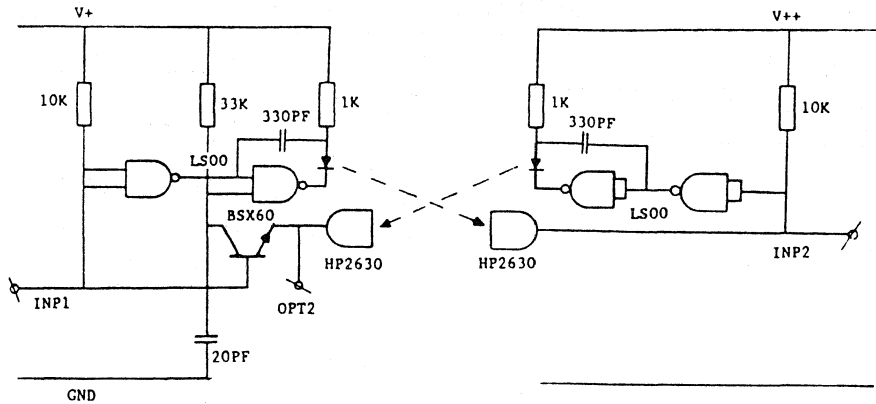 V+
V++
10K
33K
1K
330PF
LS00
BSX60
HP2630
INP1
OPT2
20PF
GND
1K
330PF
10K
LS00
HP2630
INP2